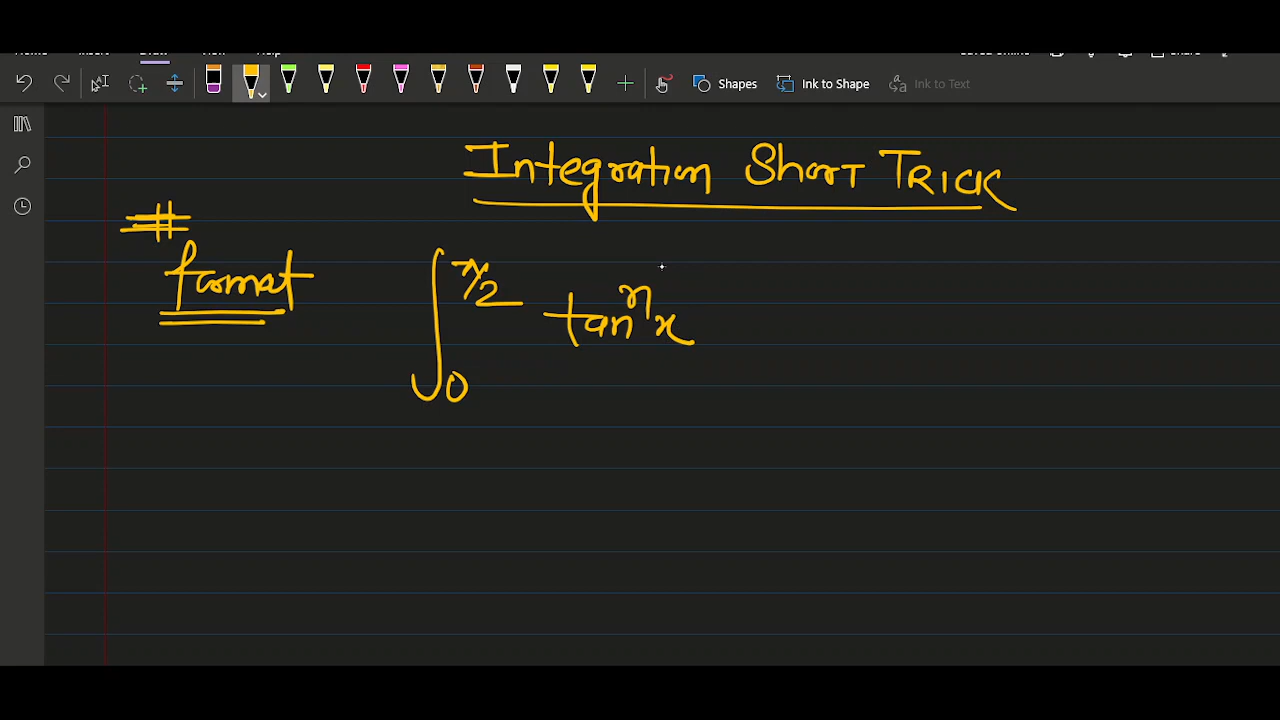 Shapes Ink to Shape Ink to Text
Integration Short TRICK
#
format
∫₀^π/2 tanⁿx